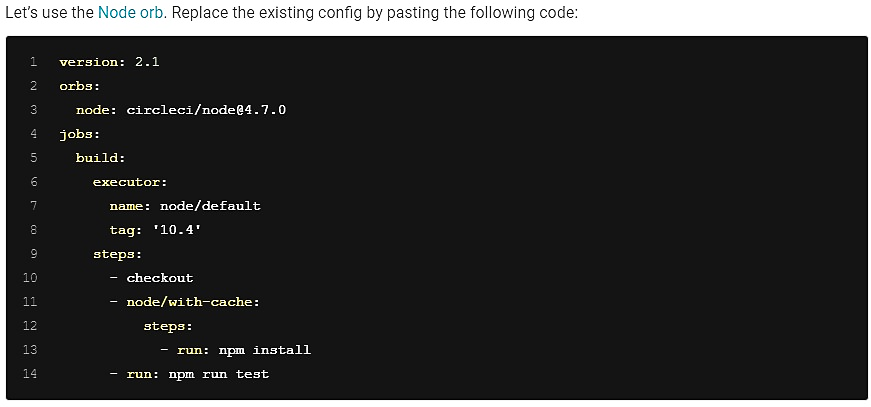 Let's use the Node orb. Replace the existing config by pasting the following code:
1 version: 2.1
2 orbs:
3 node: circleci/node@4.7.0
4 jobs:
5 build:
6 executor:
7 name: node/default
8 tag: '10.4'
9 steps:
10 - checkout
11 - node/with-cache:
12 steps:
13 - run: npm install
14 - run: npm run test